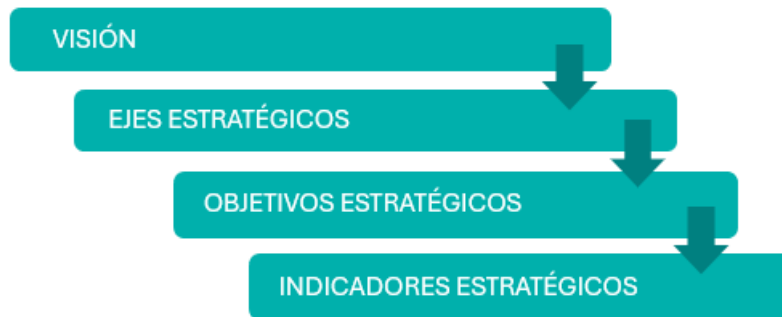 VISIÓN
EJES ESTRATÉGICOS
OBJETIVOS ESTRATÉGICOS
INDICADORES ESTRATÉGICOS